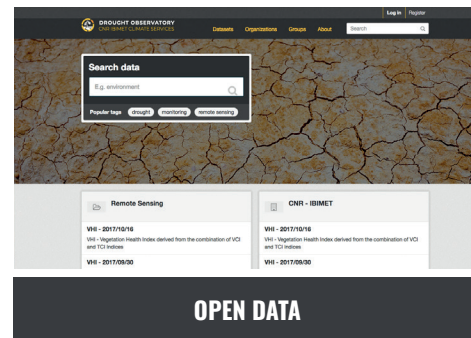 Log in Register
DROUGHT OBSERVATORY
CNR IBIMET CLIMATE SERVICES
Datasets Organizations Groups About Search
Search data
E.g. environment
Popular tags drought monitoring remote sensing
Remote Sensing
VHI - 2017/10/16
VHI - Vegetation Health Index derived from the combination of VCI
and TCI Indices
VHI - 2017/09/30
CNR - IBIMET
VHI - 2017/10/16
VHI - Vegetation Health Index derived from the combination of VCI
and TCI Indices
VHI - 2017/09/30
OPEN DATA